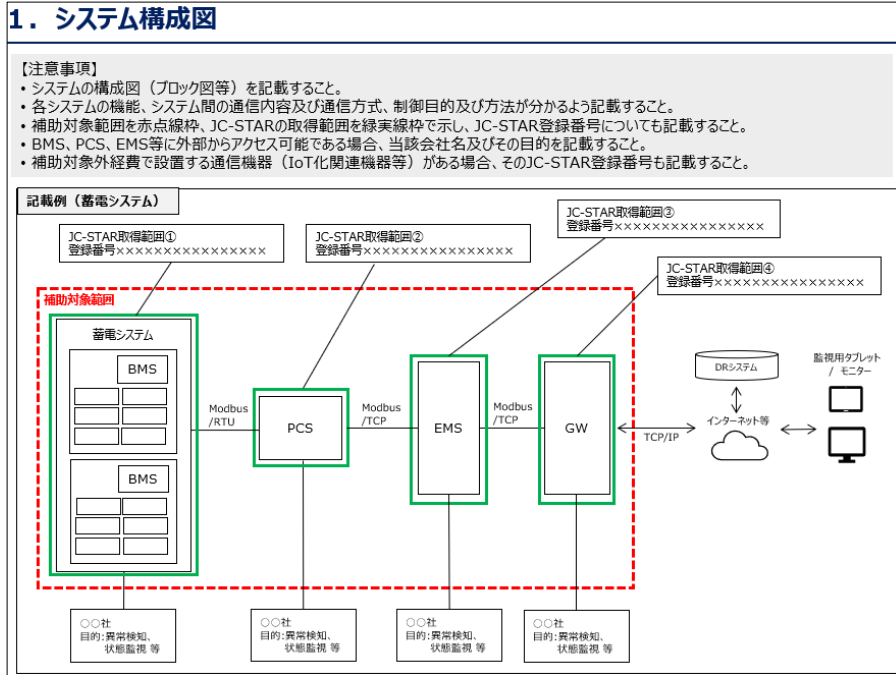 1．システム構成図
【注意事項】
• システムの構成図（ブロック図等）を記載すること。
• 各システムの機能、システム間の通信内容及び通信方式、制御目的及び方法が分かるよう記載すること。
• 補助対象範囲を赤点線枠、JC-STARの取得範囲を緑実線枠で示し、JC-STAR登録番号についても記載すること。
• BMS、PCS、EMS等に外部からアクセス可能である場合、当該会社名及びその目的を記載すること。
• 補助対象外経費で設置する通信機器（IoT化関連機器等）がある場合、そのJC-STAR登録番号も記載すること。
記載例（蓄電システム）
JC-STAR取得範囲①
登録番号××××××××××××××××
JC-STAR取得範囲②
登録番号××××××××××××××××
JC-STAR取得範囲③
登録番号××××××××××××××××
JC-STAR取得範囲④
登録番号××××××××××××××××
補助対象範囲
蓄電システム
BMS
BMS
Modbus
/RTU
PCS
Modbus
/TCP
EMS
Modbus
/TCP
GW
TCP/IP
DRシステム
インターネット等
監視用タブレット
/ モニター
○○社
目的:異常検知、
状態監視 等
○○社
目的:異常検知、
状態監視 等
○○社
目的:異常検知、
状態監視 等
○○社
目的:異常検知、
状態監視 等